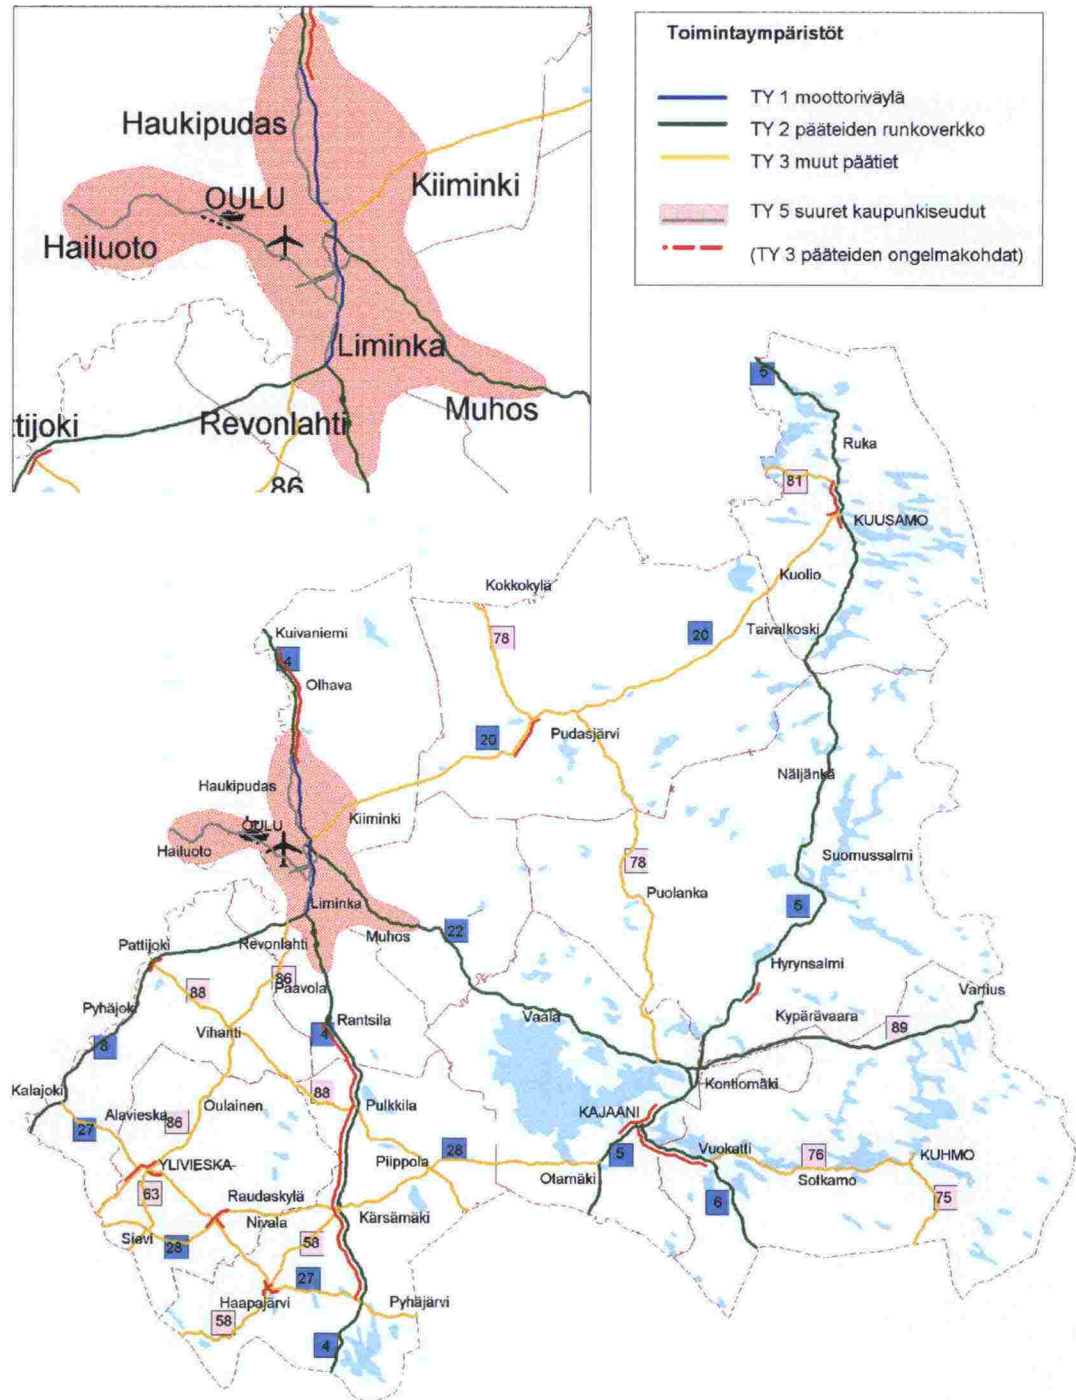 Toimintaympäristöt
TY 1 moottoriväylä
TY 2 pääteiden runkoverkko
TY 3 muut päätiet
TY 5 suuret kaupunkiseudut
(TY 3 pääteiden ongelmakohdat)
Haukipudas
Kiiminki
OULU
Hailuoto
Liminka
Muhos
Revonlahti
ttijoki
86
5
Ruka
81
KUUSAMO
Kuolio
Kokkokylä
78
20
Taivalkoski
Kuivaniemi
4
Olhava
20
Pudasjärvi
Näljänkä
Haukipudas
Kiiminki
OULU
Hailuoto
78
Puolanka
Suomussalmi
5
Liminka
Muhos
22
Revonlahti
Pattijoki
86
Paavola
88
Hyrynsalmi
Vartius
Pyhäjoki
8
Vihanti
4
Rantsila
Vaala
Kypärävaara
89
Kontiomäki
Kalajoki
27
Alavieska
86
Oulainen
88
Pulkkila
KAJAANI
28
5
Vuokatti
76
KUHMO
YLIVIESKA
Piippola
Otamäki
Sotkamo
63
Raudaskylä
Nivala
Kärsämäki
6
75
Sievi
28
58
27
Haapajärvi
Pyhäjärvi
58
4